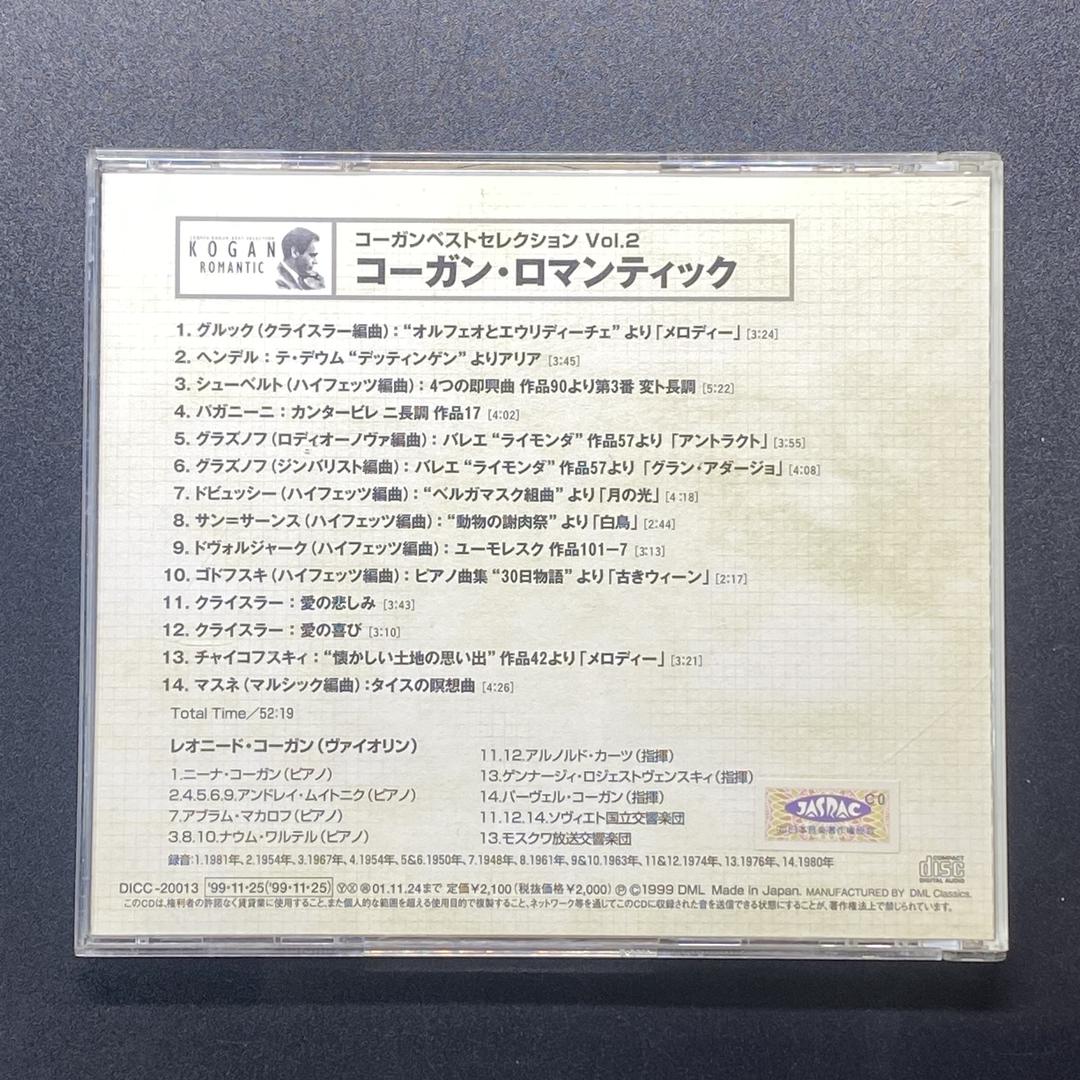 KOGAN
ROMANTIC
コーガンベストセレクション Vol.2
コーガン・ロマンティック
1. グルック（クライスラー編曲）：“オルフェオとエウリディーチェ”より「メロディー」[3:24]
2. ヘンデル：テ・デウム“デッティンゲン”よりアリア [3:45]
3. シューベルト（ハイフェッツ編曲）：4つの即興曲 作品90より第3番 変ト長調 [5:22]
4. パガニーニ：カンタービレ ニ長調 作品17 [4:02]
5. グラズノフ（ロディオーノヴァ編曲）：バレエ“ライモンダ”作品57より「アントラクト」[3:55]
6. グラズノフ（ジンバリスト編曲）：バレエ“ライモンダ”作品57より「グラン・アダージョ」[4:08]
7. ドビュッシー（ハイフェッツ編曲）：“ベルガマスク組曲”より「月の光」[4:18]
8. サン=サーンス（ハイフェッツ編曲）：“動物の謝肉祭”より「白鳥」[2:44]
9. ドヴォルジャーク（ハイフェッツ編曲）：ユーモレスク 作品101−7 [3:13]
10. ゴドフスキ（ハイフェッツ編曲）：ピアノ曲集“30日物語”より「古きウィーン」[2:17]
11. クライスラー：愛の悲しみ [3:43]
12. クライスラー：愛の喜び [3:10]
13. チャイコフスキィ：“懐かしい土地の思い出”作品42より「メロディー」[3:21]
14. マスネ（マルシック編曲）：タイスの瞑想曲 [4:26]
Total Time／52:19
レオニード・コーガン（ヴァイオリン）
1.ニーナ・コーガン（ピアノ）
2.4.5.6.9.アンドレイ・ムイトニク（ピアノ）
7.アブラム・マカロフ（ピアノ）
3.8.10.ナウム・ワルテル（ピアノ）
11.12.アルノルド・カーツ（指揮）
13.ゲンナージィ・ロジェストヴェンスキィ（指揮）
14.パーヴェル・コーガン（指揮）
11.12.14.ソヴィエト国立交響楽団
13.モスクワ放送交響楽団
JASRAC
録音:1.1981年、2.1954年、3.1967年、4.1954年、5&6.1950年、7.1948年、8.1961年、9&10.1963年、11&12.1974年、13.1976年、14.1980年
COMPACT
disc
DIGITAL AUDIO
DICC-20013 '99・11・25('99・11・25) 01.11.24まで 定価￥2,100（税抜価格￥2,000）Ⓟ©1999 DML Made in Japan. MANUFACTURED BY DML Classics.
このCDは、権利者の許諾なく賃貸業に使用すること、また個人的な範囲を超える使用目的で複製すること、ネットワーク等を通じてこのCDに収録された音を送信できる状態にすることが、著作権法上で禁じられています。